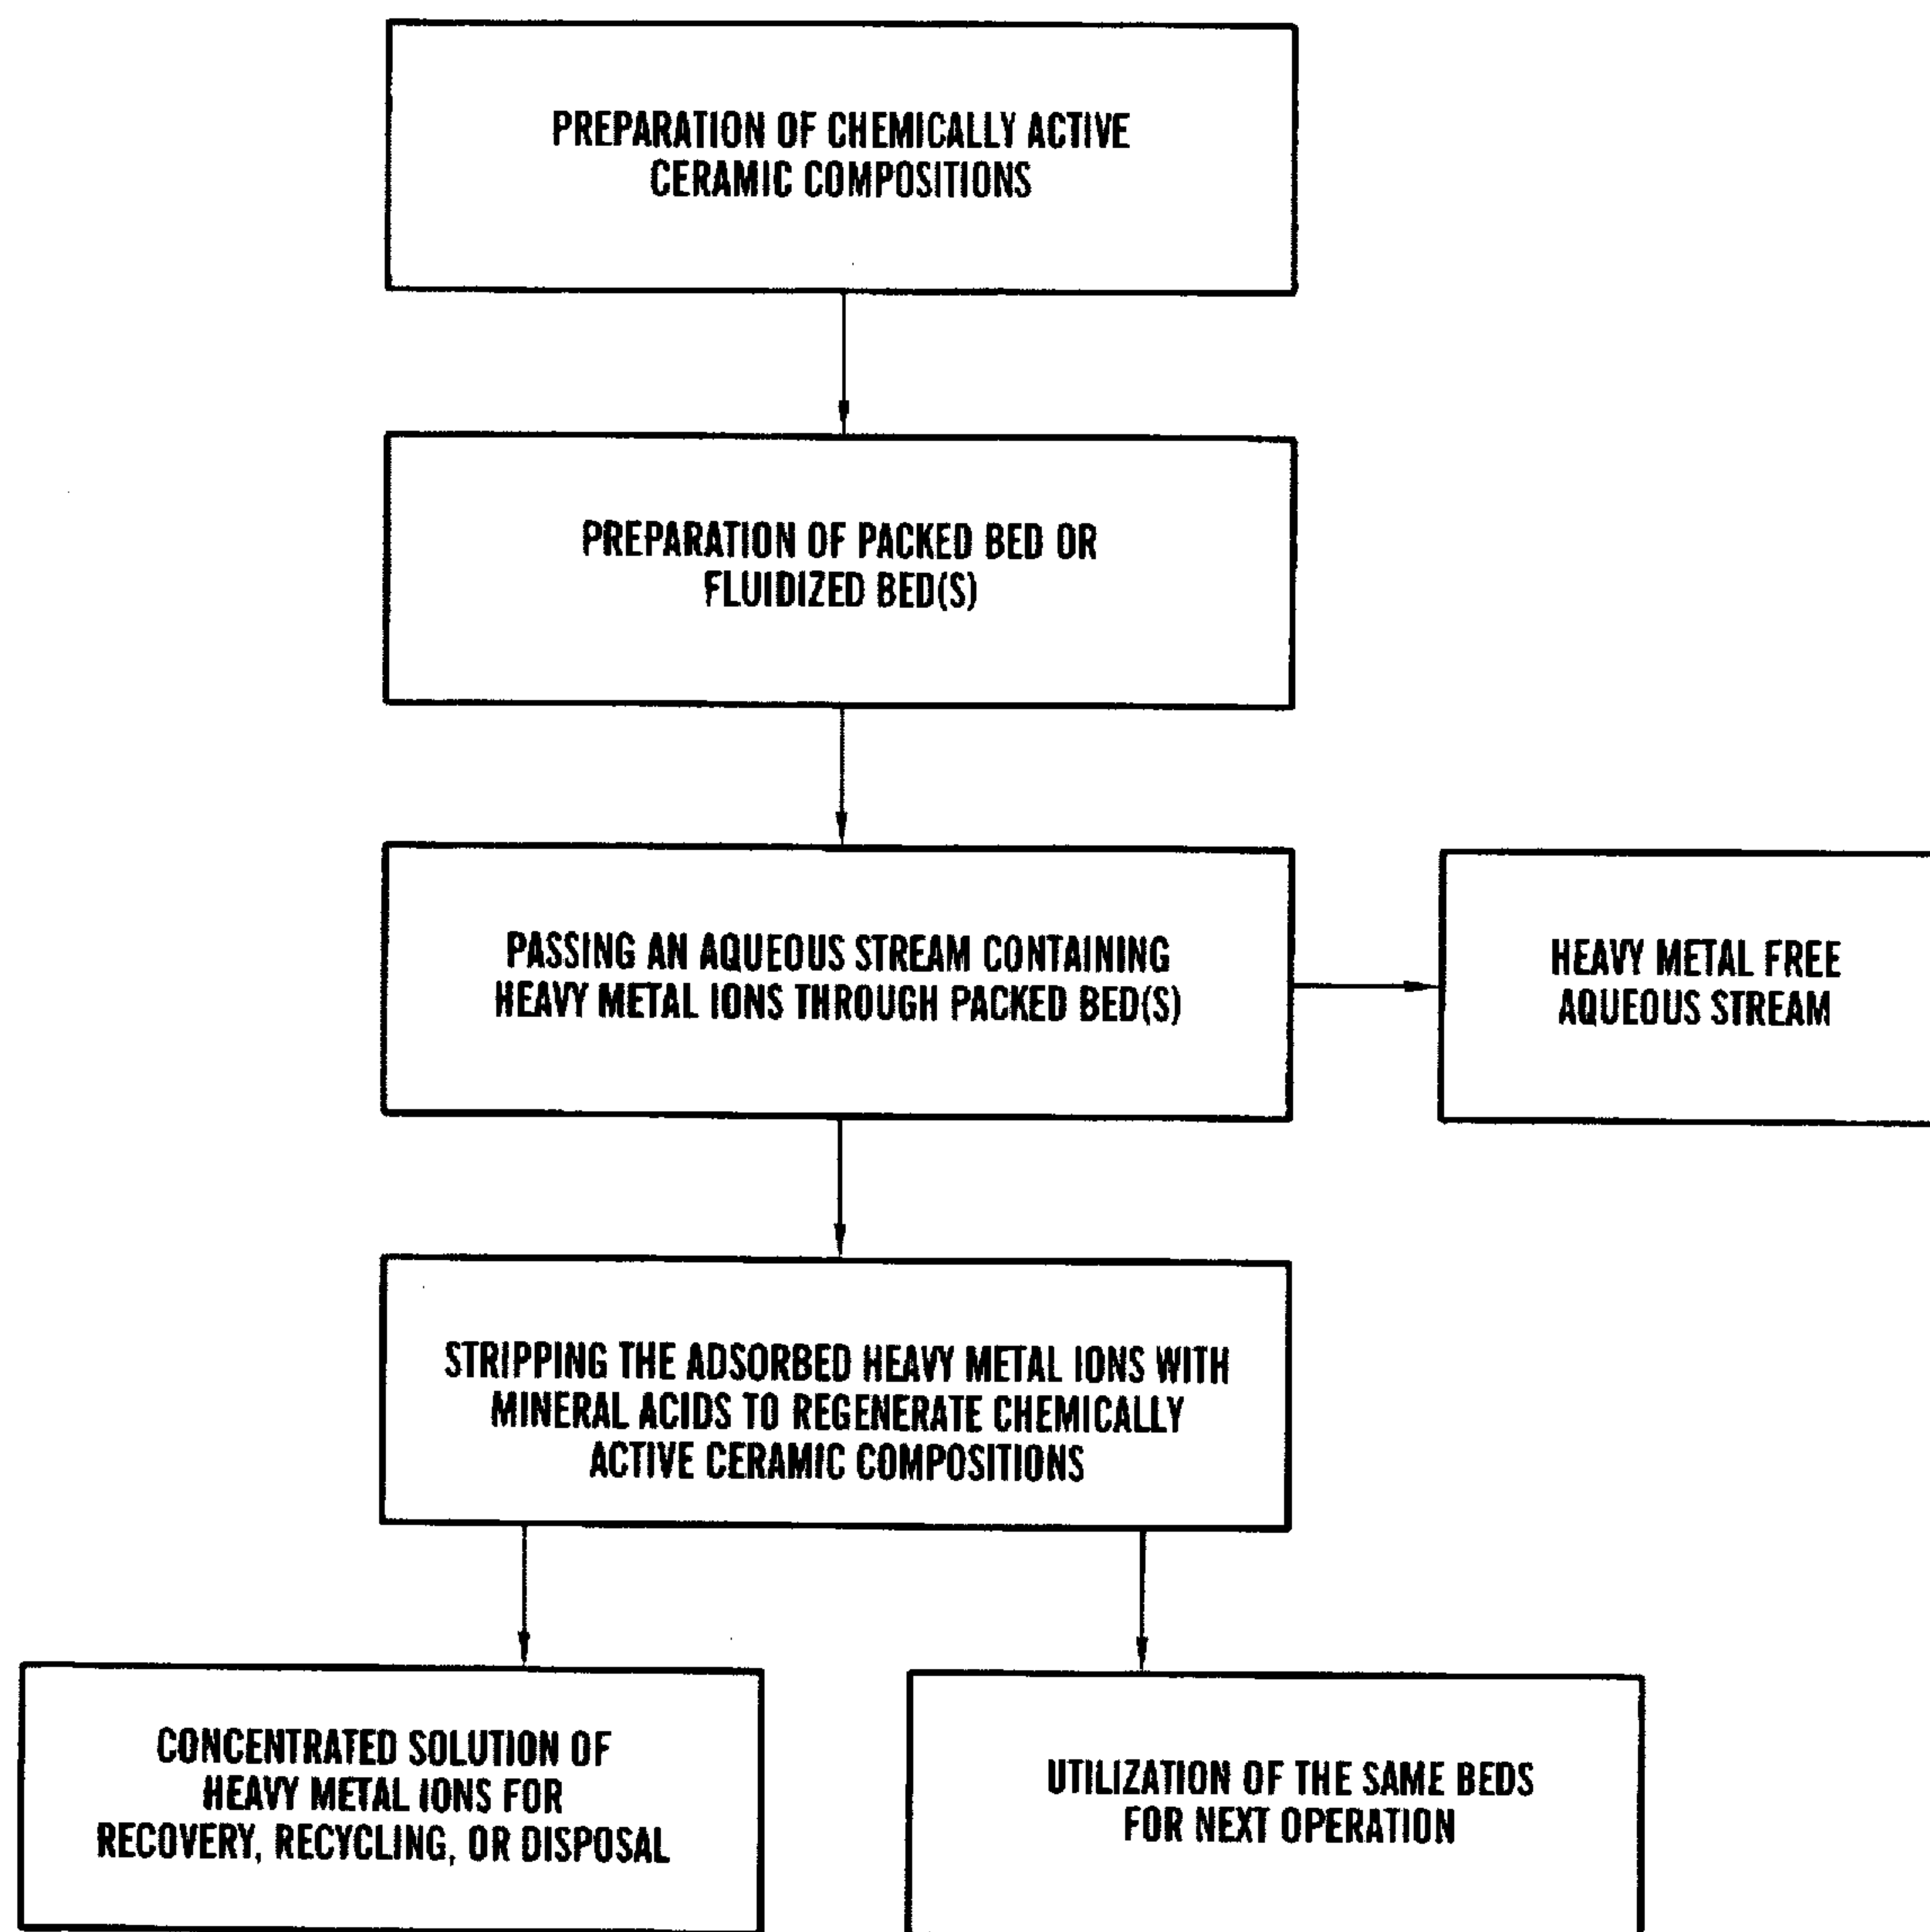 PREPARATION OF CHEMICALLY ACTIVE
CERAMIC COMPOSITIONS
PREPARATION OF PACKED BED OR
FLUIDIZED BED(S)
PASSING AN AQUEOUS STREAM CONTAINING
HEAVY METAL IONS THROUGH PACKED BED(S)
HEAVY METAL FREE
AQUEOUS STREAM
STRIPPING THE ADSORBED HEAVY METAL IONS WITH
MINERAL ACIDS TO REGENERATE CHEMICALLY
ACTIVE CERAMIC COMPOSITIONS
CONCENTRATED SOLUTION OF
HEAVY METAL IONS FOR
RECOVERY, RECYCLING, OR DISPOSAL
UTILIZATION OF THE SAME BEDS
FOR NEXT OPERATION